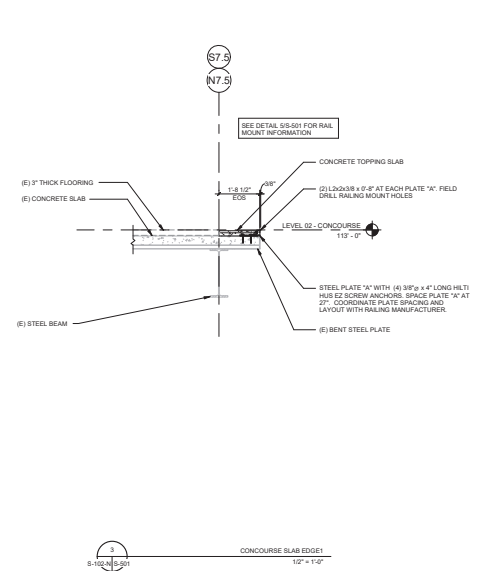 S7.5
N7.5
SEE DETAIL 5/S-501 FOR RAIL
MOUNT INFORMATION
CONCRETE TOPPING SLAB
(E) 3" THICK FLOORING
1'-8 1/2"
3/8"
EOS
(2) L2x2x3/8 x 0'-8" AT EACH PLATE "A". FIELD
DRILL RAILING MOUNT HOLES
(E) CONCRETE SLAB
LEVEL 02 - CONCOURSE
113' - 0"
STEEL PLATE "A" WITH (4) 3/8"ø x 4" LONG HILTI
HUS EZ SCREW ANCHORS. SPACE PLATE "A" AT
27". COORDINATE PLATE SPACING AND
LAYOUT WITH RAILING MANUFACTURER.
(E) STEEL BEAM
(E) BENT STEEL PLATE
3
CONCOURSE SLAB EDGE1
S-102-N S-501
1/2" = 1'-0"